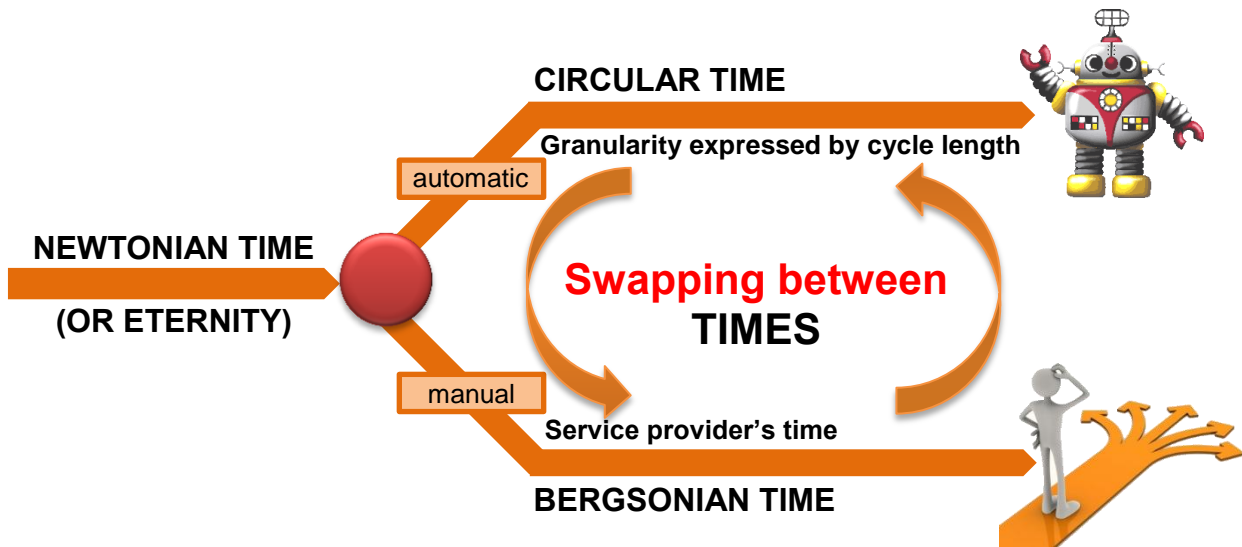 CIRCULAR TIME
Granularity expressed by cycle length
automatic
NEWTONIAN TIME
(OR ETERNITY)
Swapping between
TIMES
manual
Service provider’s time
BERGSONIAN TIME